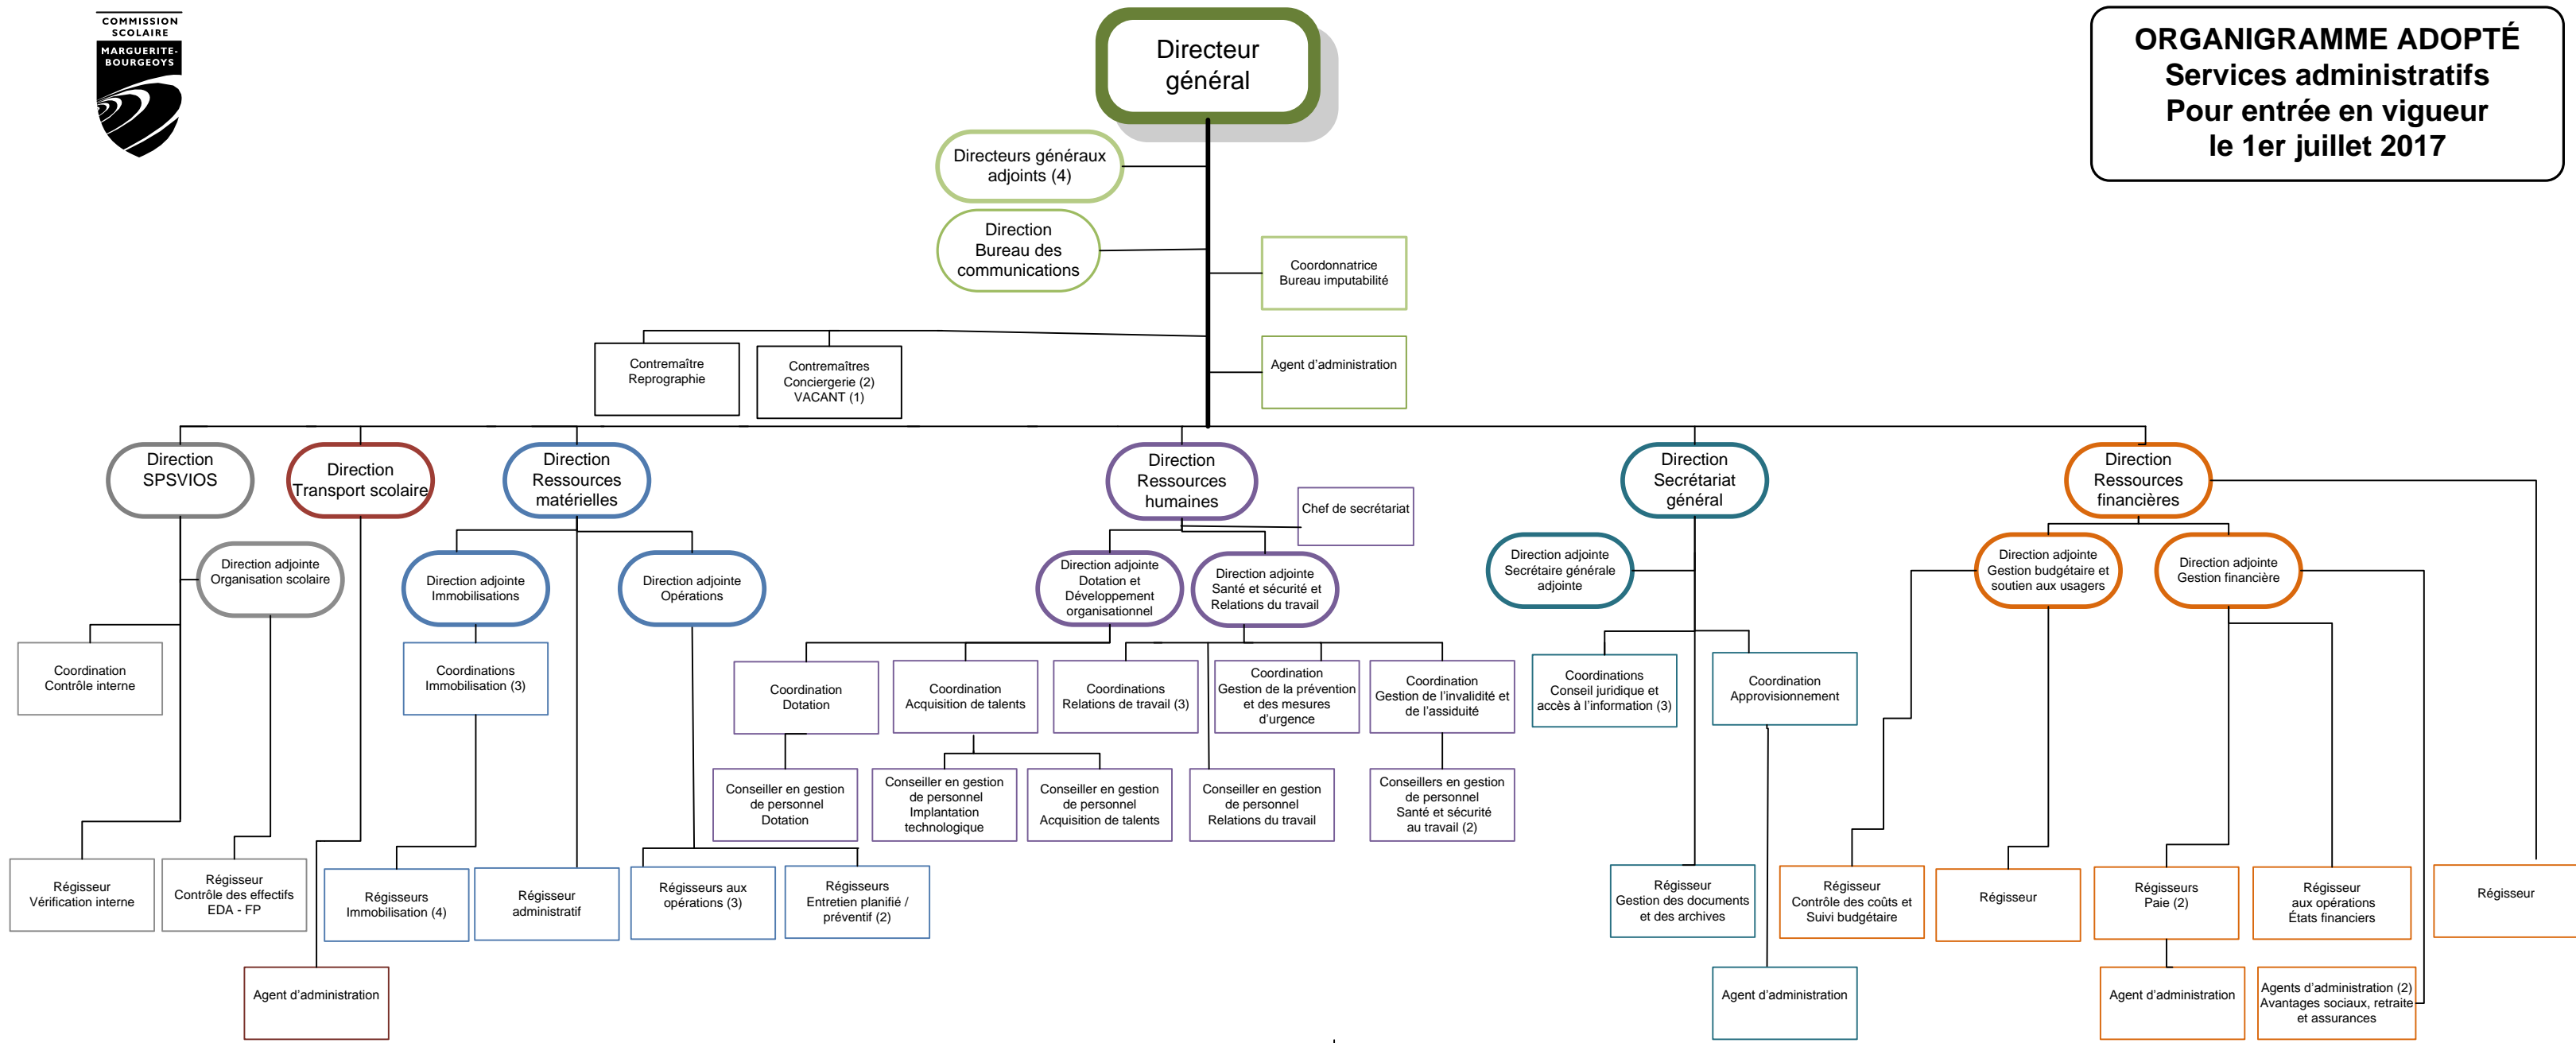 COMMISSION
SCOLAIRE
MARGUERITE-
BOURGEOYS
Directeur
général
ORGANIGRAMME ADOPTÉ
Services administratifs
Pour entrée en vigueur
le 1er juillet 2017
Directeurs généraux
adjoints (4)
Direction
Bureau des
communications
Coordonnatrice
Bureau imputabilité
Contremaître
Reprographie
Contremaîtres
Conciergerie (2)
VACANT (1)
Agent d’administration
Direction
SPSVIOS
Direction
Transport scolaire
Direction
Ressources
matérielles
Direction
Ressources
humaines
Chef de secrétariat
Direction
Secrétariat
général
Direction
Ressources
financières
Direction adjointe
Organisation scolaire
Direction adjointe
Immobilisations
Direction adjointe
Opérations
Direction adjointe
Dotation et
Développement
organisationnel
Direction adjointe
Santé et sécurité et
Relations du travail
Direction adjointe
Secrétaire générale
adjointe
Direction adjointe
Gestion budgétaire et
soutien aux usagers
Direction adjointe
Gestion financière
Coordination
Contrôle interne
Coordinations
Immobilisation (3)
Coordination
Dotation
Coordination
Acquisition de talents
Coordinations
Relations de travail (3)
Coordination
Gestion de la prévention
et des mesures
d’urgence
Coordination
Gestion de l’invalidité et
de l’assiduité
Coordinations
Conseil juridique et
accès à l’information (3)
Coordination
Approvisionnement
Conseiller en gestion
de personnel
Dotation
Conseiller en gestion
de personnel
Implantation
technologique
Conseiller en gestion
de personnel
Acquisition de talents
Conseiller en gestion
de personnel
Relations du travail
Conseillers en gestion
de personnel
Santé et sécurité
au travail (2)
Régisseur
Vérification interne
Régisseur
Contrôle des effectifs
EDA - FP
Régisseurs
Immobilisation (4)
Régisseur
administratif
Régisseurs aux
opérations (3)
Régisseurs
Entretien planifié /
préventif (2)
Régisseur
Gestion des documents
et des archives
Régisseur
Contrôle des coûts et
Suivi budgétaire
Régisseur
Régisseurs
Paie (2)
Régisseur
aux opérations
États financiers
Régisseur
Agent d’administration
Agent d’administration
Agent d’administration
Agents d’administration (2)
Avantages sociaux, retraite
et assurances